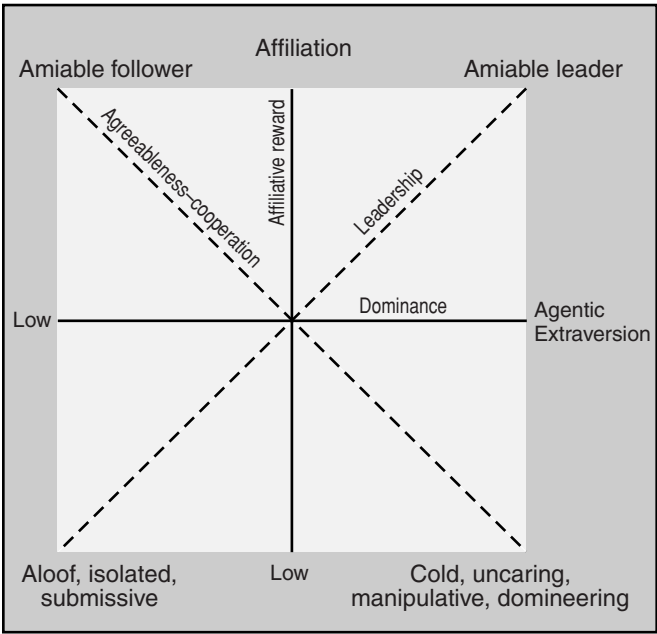 Affiliation
Amiable follower
Amiable leader
Agreeableness–cooperation
Affiliative reward
Leadership
Dominance
Low
Agentic
Extraversion
Aloof, isolated,
submissive
Low
Cold, uncaring,
manipulative, domineering